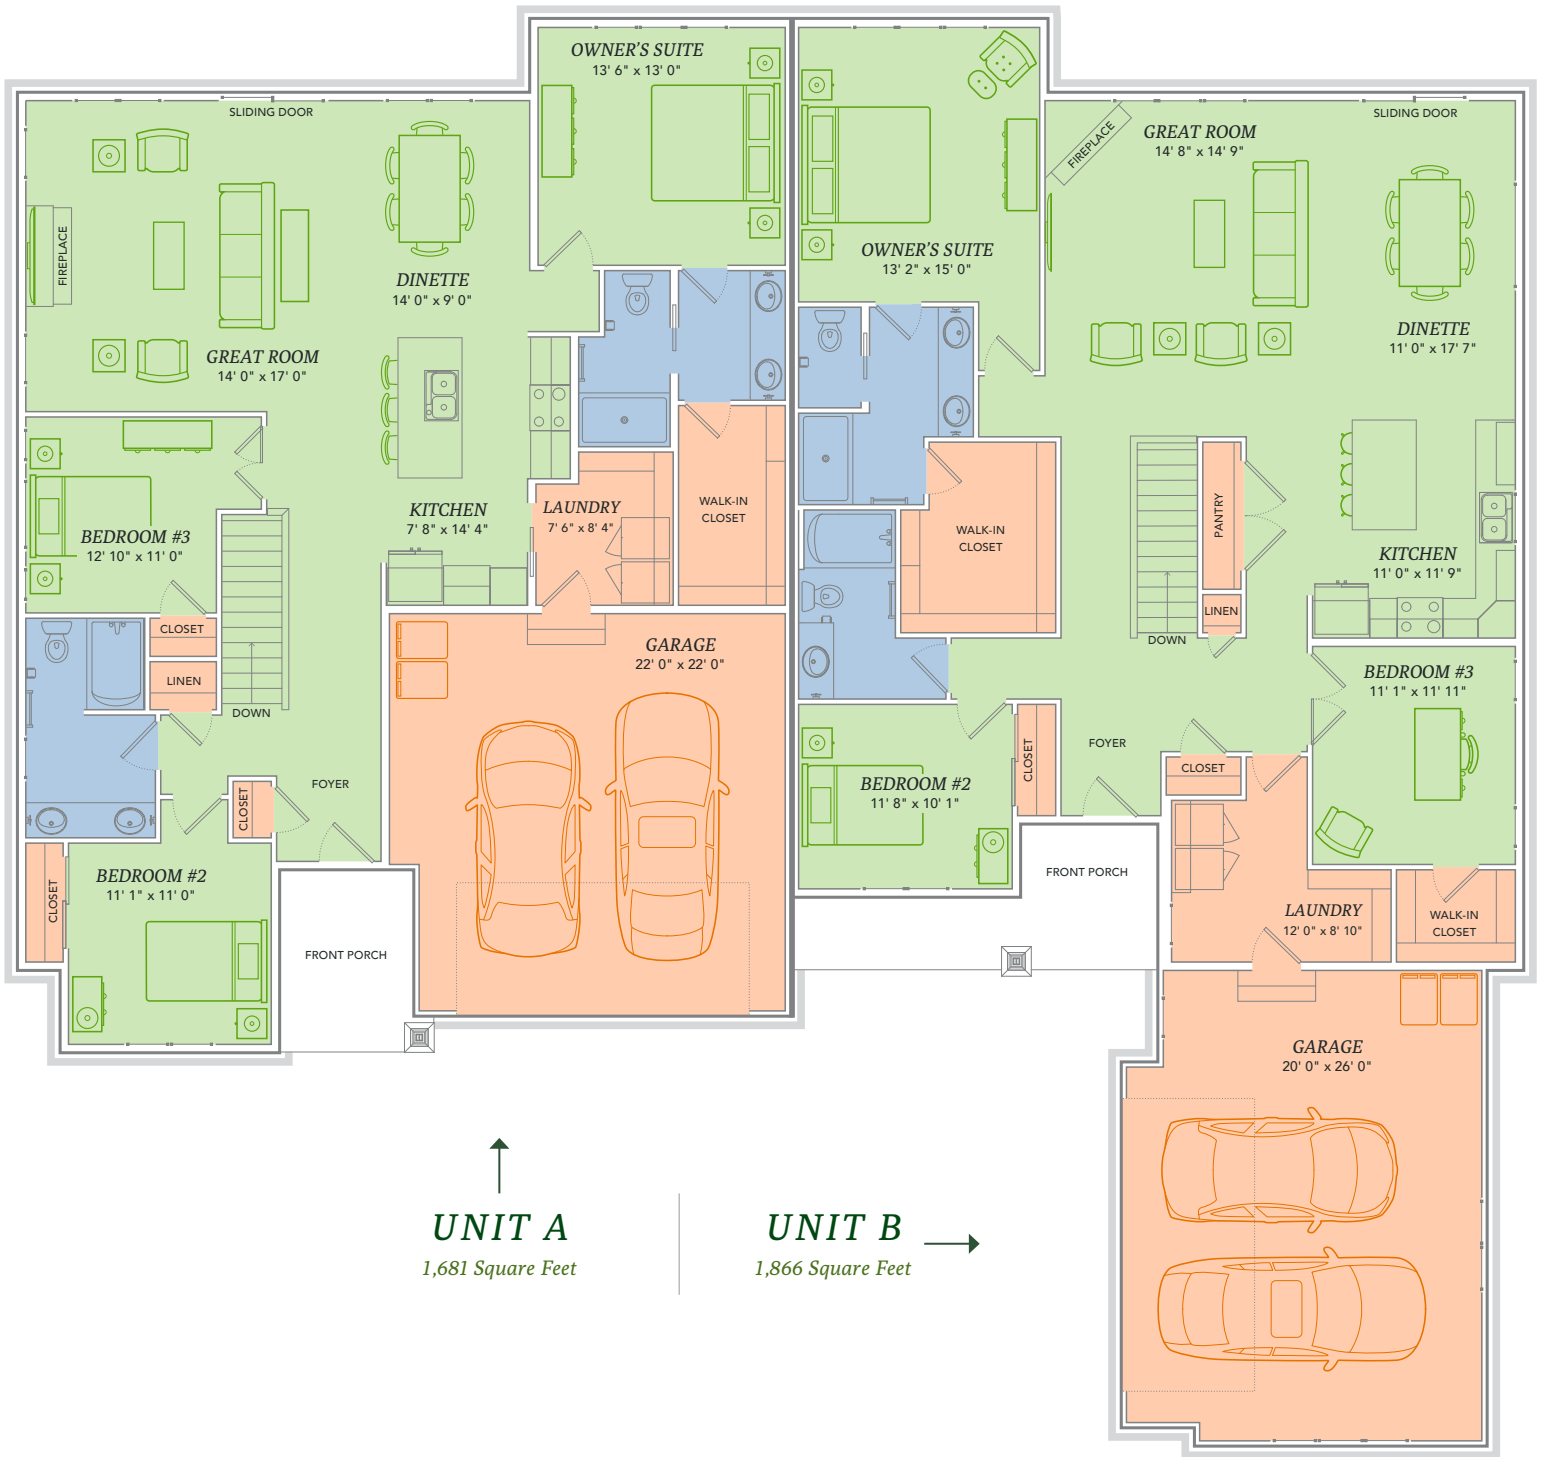 OWNER'S SUITE
13' 6" x 13' 0"
SLIDING DOOR
FIREPLACE
DINETTE
14' 0" x 9' 0"
GREAT ROOM
14' 0" x 17' 0"
BEDROOM #3
12' 10" x 11' 0"
KITCHEN
7' 8" x 14' 4"
LAUNDRY
7' 6" x 8' 4"
WALK-IN
CLOSET
CLOSET
LINEN
DOWN
GARAGE
22' 0" x 22' 0"
FOYER
CLOSET
BEDROOM #2
11' 1" x 11' 0"
CLOSET
FRONT PORCH
OWNER'S SUITE
13' 2" x 15' 0"
FIREPLACE
GREAT ROOM
14' 8" x 14' 9"
SLIDING DOOR
DINETTE
11' 0" x 17' 7"
WALK-IN
CLOSET
PANTRY
LINEN
DOWN
KITCHEN
11' 0" x 11' 9"
BEDROOM #3
11' 1" x 11' 11"
FOYER
CLOSET
CLOSET
BEDROOM #2
11' 8" x 10' 1"
FRONT PORCH
LAUNDRY
12' 0" x 8' 10"
WALK-IN
CLOSET
GARAGE
20' 0" x 26' 0"
UNIT A
1,681 Square Feet
UNIT B
1,866 Square Feet